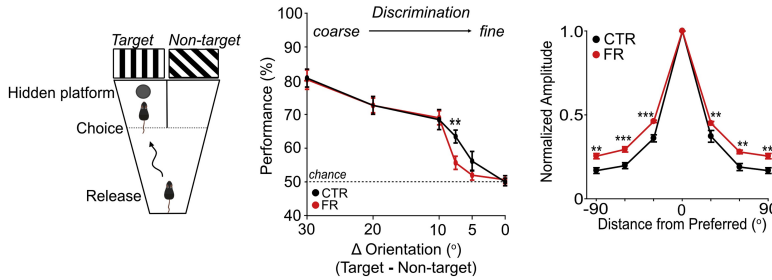 Target Non-target
Hidden platform
Choice
Release
Discrimination
coarse fine
Performance (%)
100
90
80
70
60
50
40
**
chance
CTR
FR
30 20 10 5 0
Δ Orientation (º)
(Target - Non-target)
Normalized Amplitude
1.0
0.5
0
CTR
FR
** *** *** ** ** **
-90 0 90
Distance from Preferred (º)